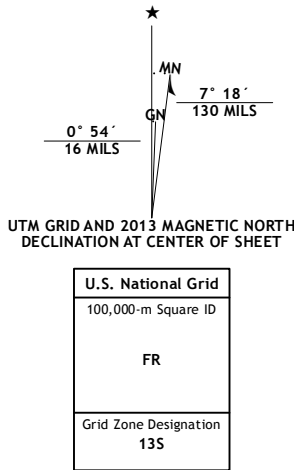 MN
7° 18´
130 MILS
GN
0° 54´
16 MILS
UTM GRID AND 2013 MAGNETIC NORTH
DECLINATION AT CENTER OF SHEET
U.S. National Grid
100,000-m Square ID
FR
Grid Zone Designation
13S